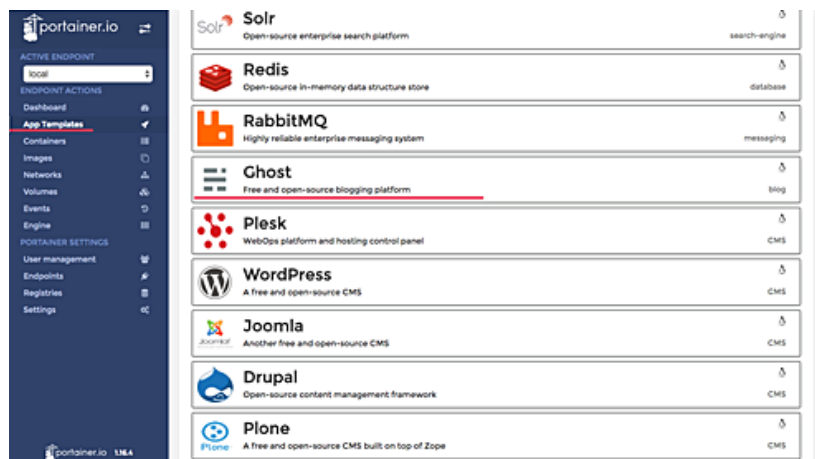 portainer.io
ACTIVE ENDPOINT
local
ENDPOINT ACTIONS
Dashboard
App Templates
Containers
Images
Networks
Volumes
Events
Engine
PORTAINER SETTINGS
User management
Endpoints
Registries
Settings
portainer.io 1.16.4
Solr
Solr
Open-source enterprise search platform
search-engine
Redis
Open-source in-memory data structure store
database
RabbitMQ
Highly reliable enterprise messaging system
messaging
Ghost
Free and open-source blogging platform
blog
Plesk
WebOps platform and hosting control panel
CMS
WordPress
A free and open-source CMS
CMS
Joomla!
Joomla
Another free and open-source CMS
CMS
Drupal
Open-source content management framework
CMS
Plone
Plone
A free and open-source CMS built on top of Zope
CMS